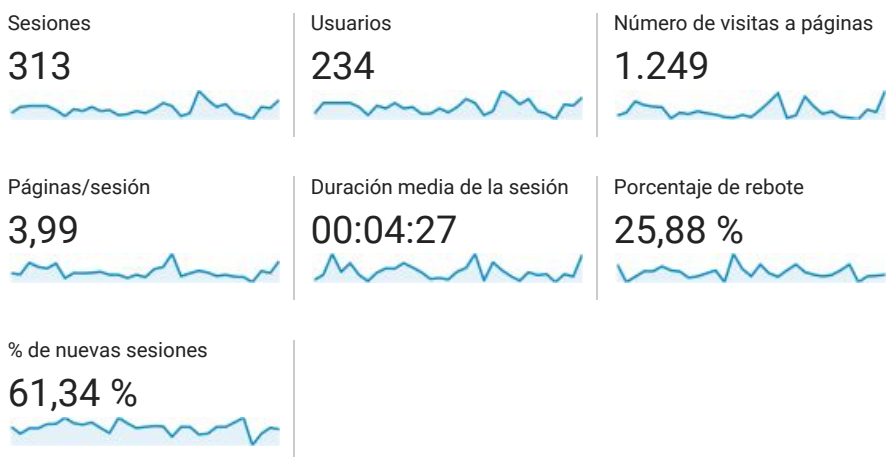 Sesiones
313
Usuarios
234
Número de visitas a páginas
1.249
Páginas/sesión
3,99
Duración media de la sesión
00:04:27
Porcentaje de rebote
25,88 %
% de nuevas sesiones
61,34 %